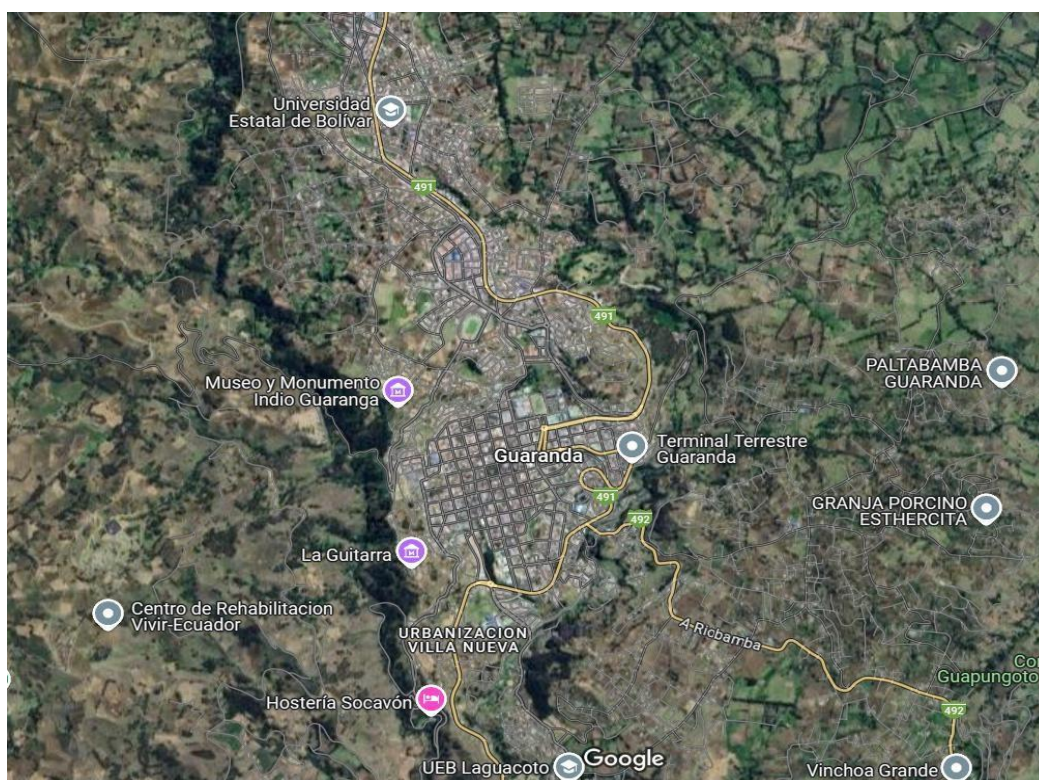 Universidad
Estatal de Bolívar
491
491
Museo y Monumento
Indio Guaranga
PALTABAMBA
GUARANDA
Guaranda
Terminal Terrestre
Guaranda
491
492
GRANJA PORCINO
ESTHERCITA
La Guitarra
Centro de Rehabilitacion
Vivir-Ecuador
URBANIZACION
VILLA NUEVA
A-Riobamba
Guapungoto
492
Hostería Socavón
UEB Laguacoto
Google
Vinchoa Grande